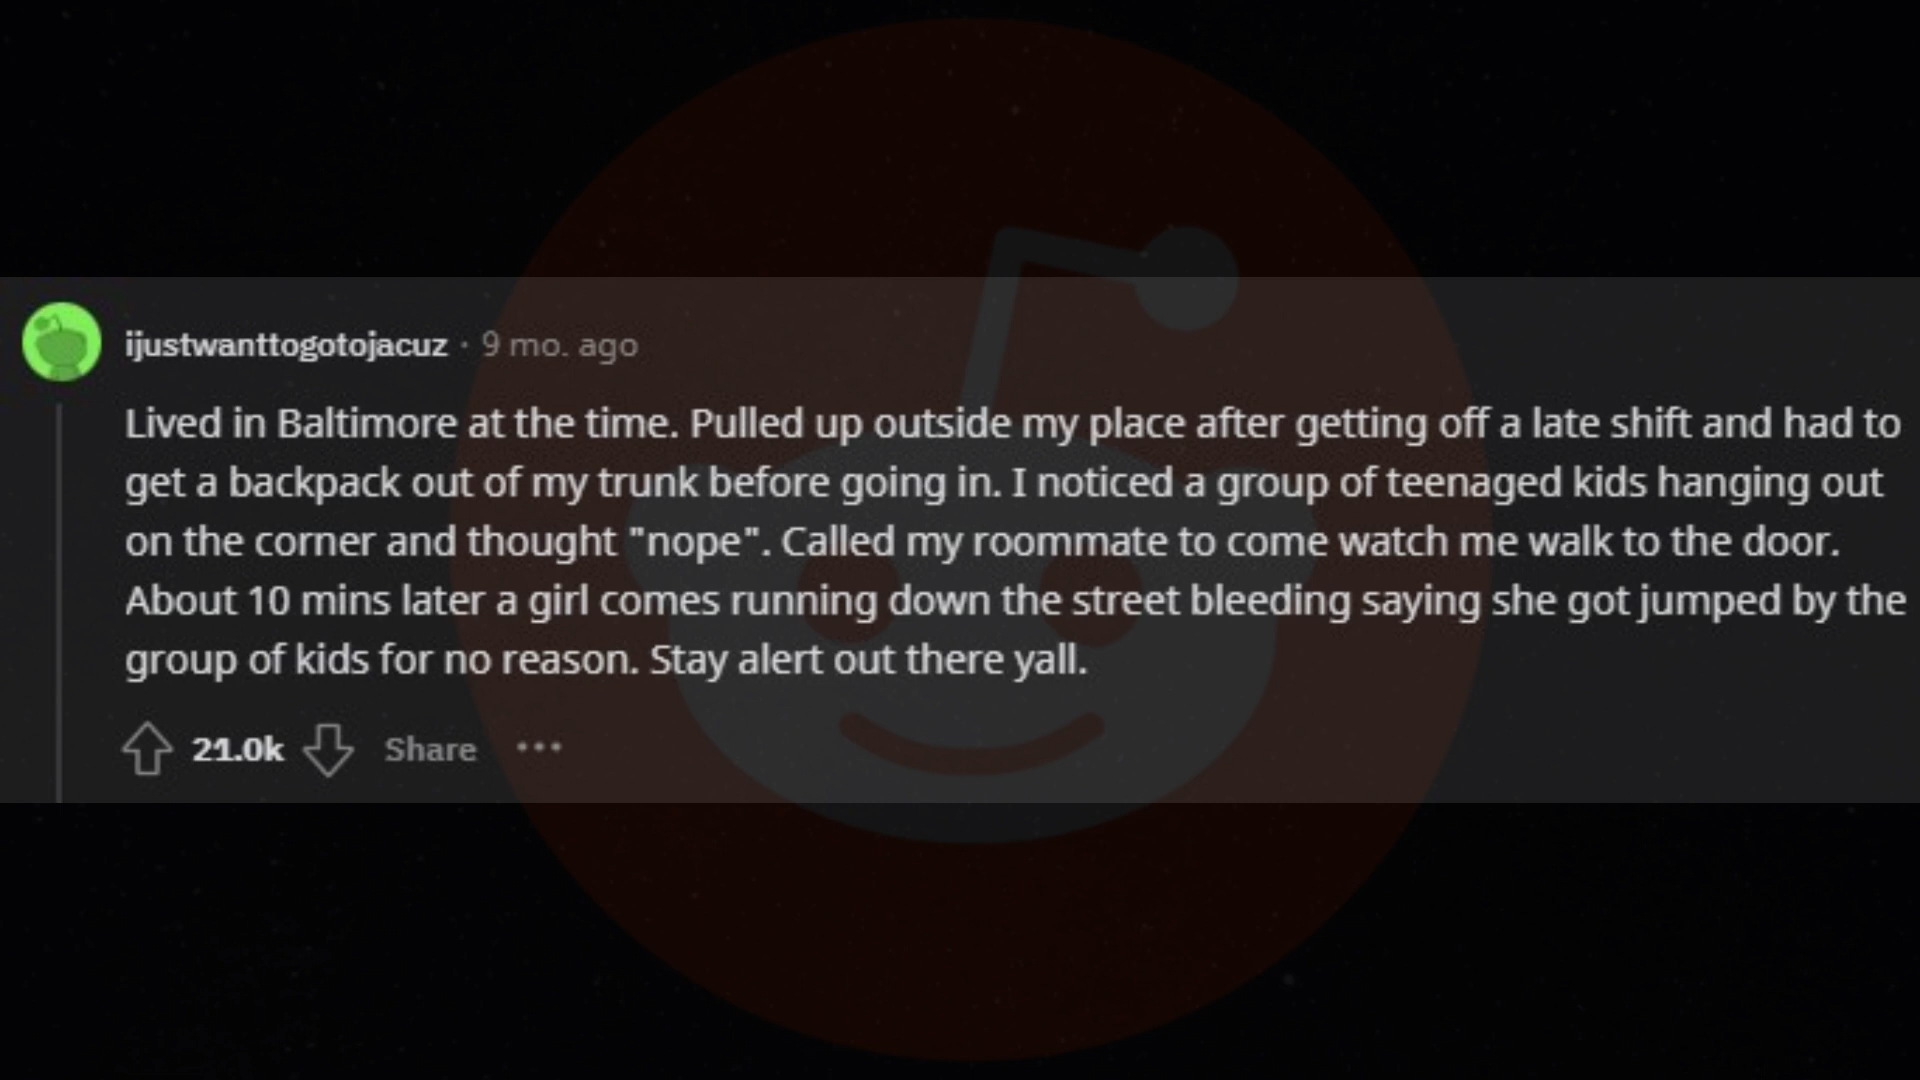 ijustwanttogotojacuz · 9 mo. ago
Lived in Baltimore at the time. Pulled up outside my place after getting off a late shift and had to
get a backpack out of my trunk before going in. I noticed a group of teenaged kids hanging out
on the corner and thought "nope". Called my roommate to come watch me walk to the door.
About 10 mins later a girl comes running down the street bleeding saying she got jumped by the
group of kids for no reason. Stay alert out there yall.
21.0k Share ···